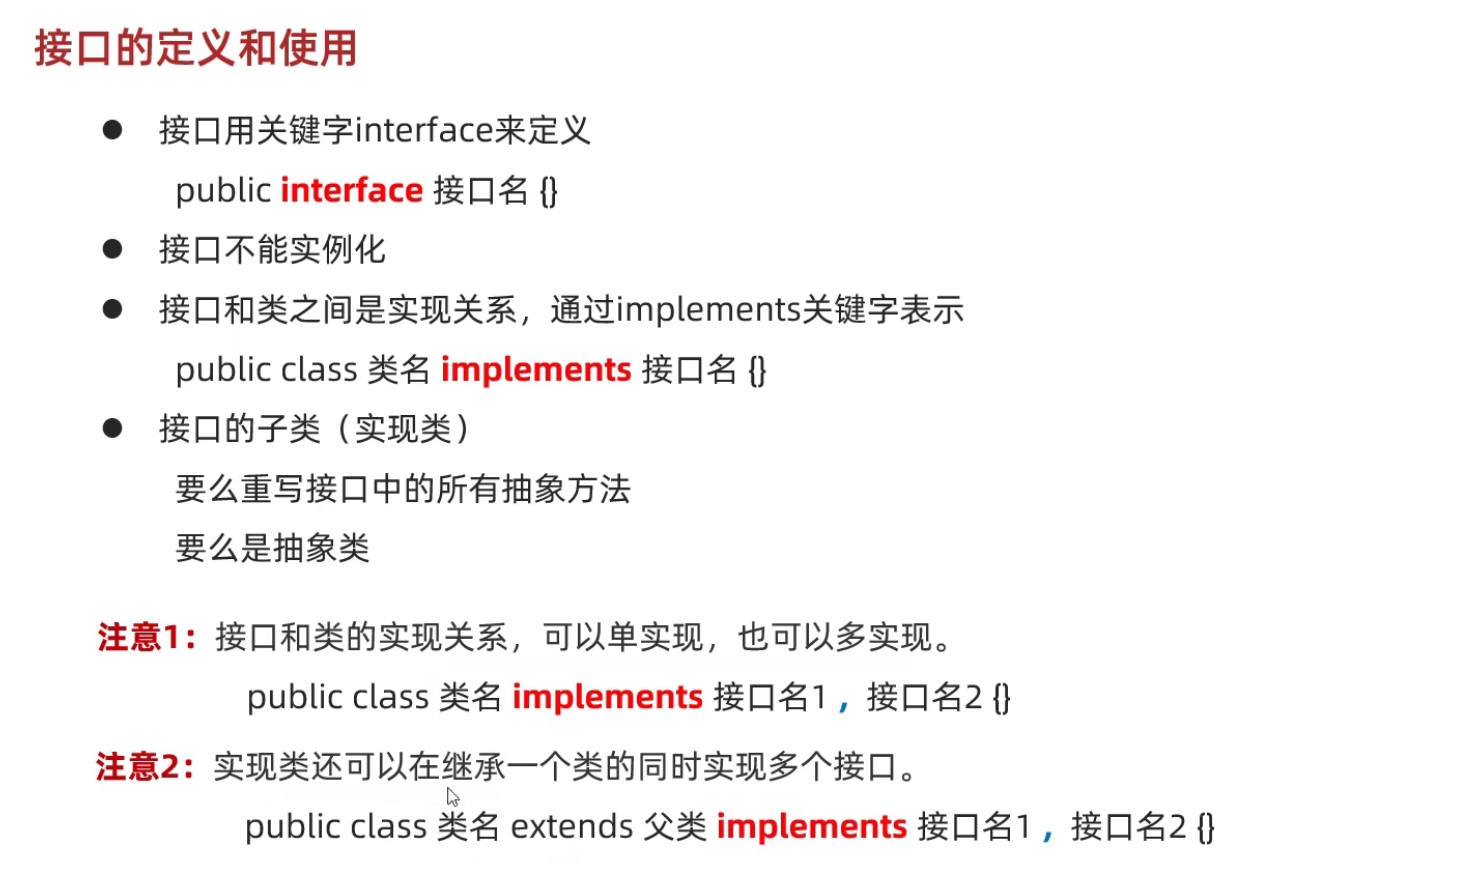 接口的定义和使用
● 接口用关键字interface来定义
public interface 接口名 {}
● 接口不能实例化
● 接口和类之间是实现关系，通过implements关键字表示
public class 类名 implements 接口名 {}
● 接口的子类（实现类）
要么重写接口中的所有抽象方法
要么是抽象类
注意1：接口和类的实现关系，可以单实现，也可以多实现。
public class 类名 implements 接口名1 ，接口名2 {}
注意2：实现类还可以在继承一个类的同时实现多个接口。
public class 类名 extends 父类 implements 接口名1 ，接口名2 {}